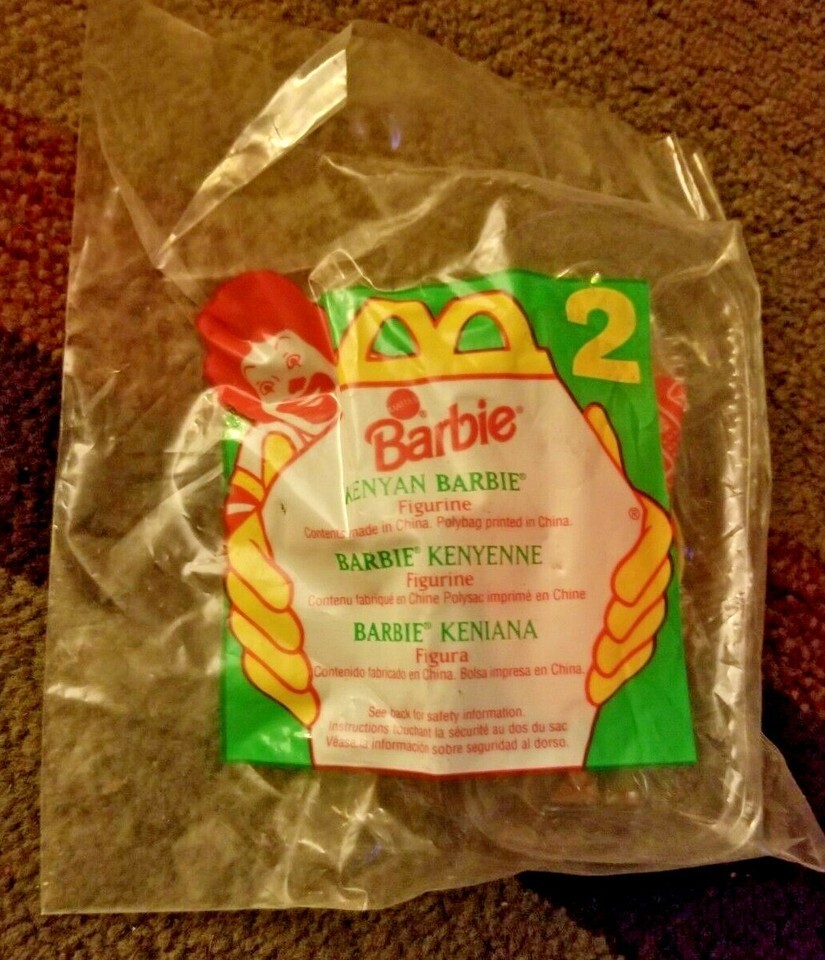 2
MATTEL
Barbie®
KENYAN BARBIE®
Figurine
Contents made in China. Polybag printed in China.
®
BARBIE® KENYENNE
Figurine
Contenu fabriqué en Chine Polysac imprimé en Chine
BARBIE® KENIANA
Figura
Contenido fabricado en China. Bolsa impresa en China.
See back for safety information.
Instructions touchant la sécurité au dos du sac
Véase la información sobre seguridad al dorso.